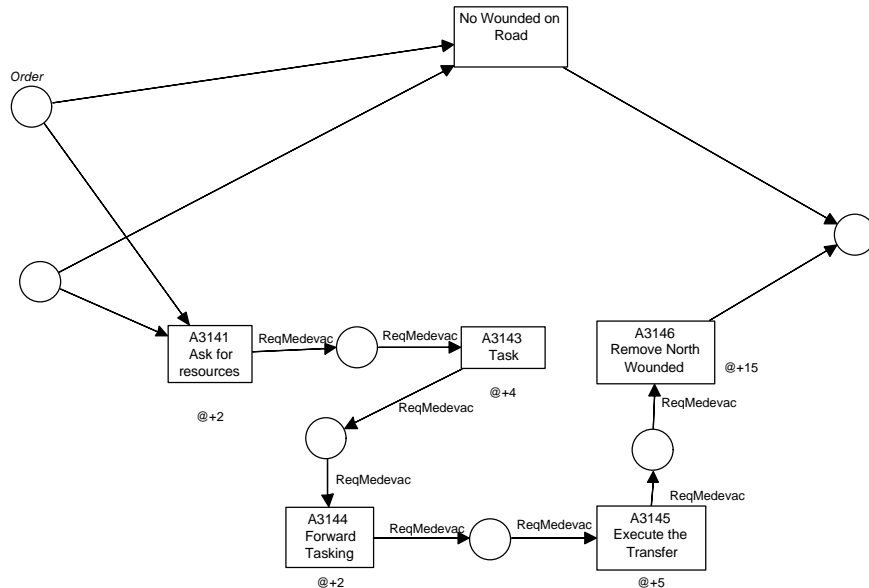 No Wounded on
Road
Order
A3141
Ask for
resources
@+2
ReqMedevac
ReqMedevac
A3143
Task
@+4
ReqMedevac
ReqMedevac
A3144
Forward
Tasking
@+2
ReqMedevac
ReqMedevac
A3145
Execute the
Transfer
@+5
ReqMedevac
ReqMedevac
A3146
Remove North
Wounded
@+15